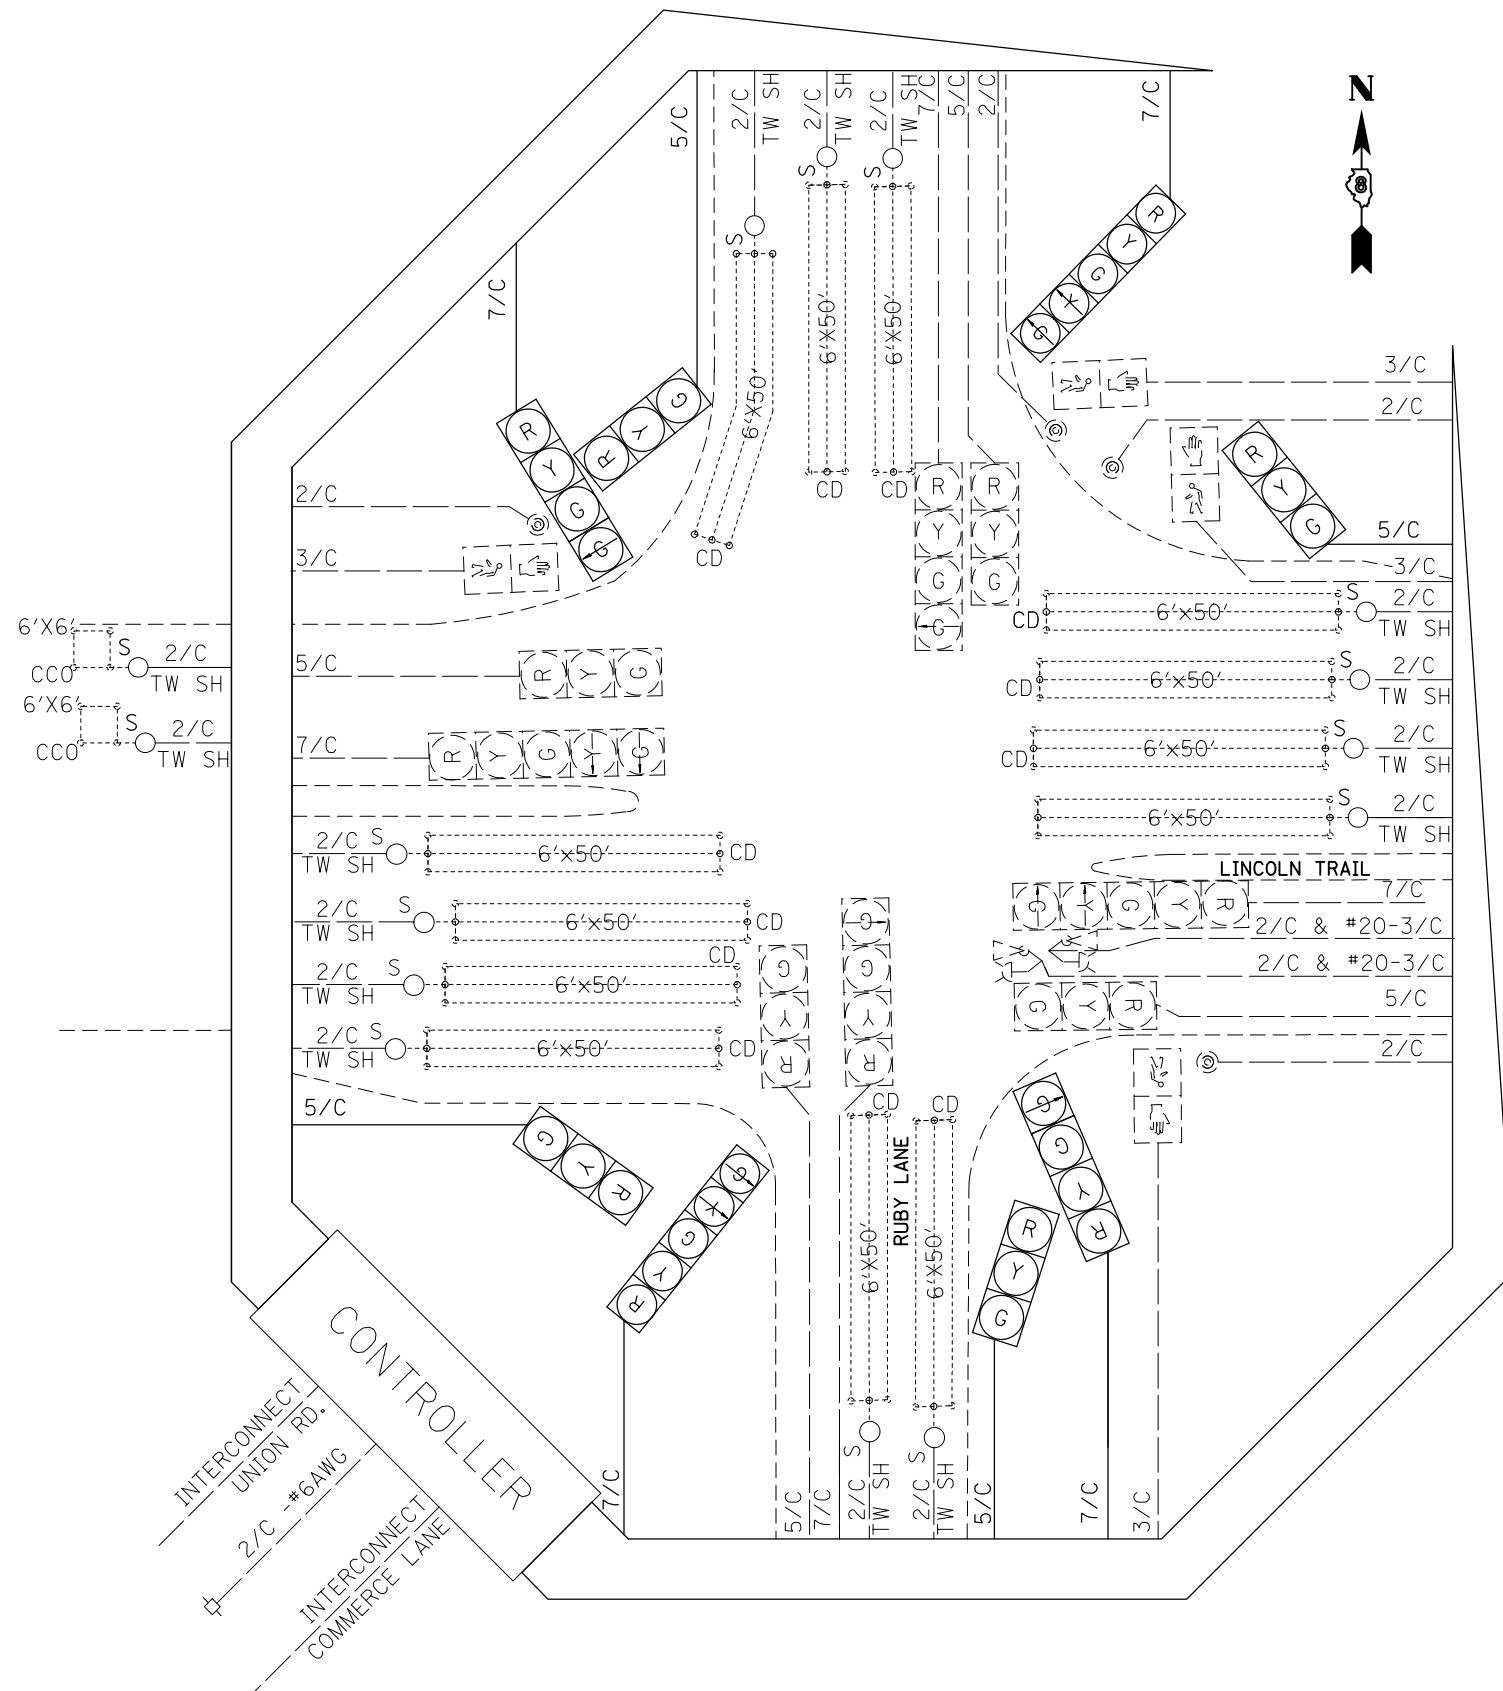 N
8
5/C
2/C
TW SH
2/C
TW SH
2/C
TW SH
7/C
5/C
2/C
7/C
S
S
S
6'X50'
6'X50'
6'X50'
CD
CD
CD
7/C
R
Y
G
Y
G
R
Y
G
G
G
Y
R
R
Y
G
G
R
Y
G
3/C
2/C
R
Y
G
5/C
3/C
2/C
3/C
6'X6'
S
2/C
CCO
TW SH
6'X6'
S
2/C
CCO
TW SH
5/C
R
Y
G
7/C
R
Y
G
Y
G
CD
6'X50'
S
2/C
TW SH
CD
6'X50'
S
2/C
TW SH
CD
6'X50'
S
2/C
TW SH
6'X50'
S
2/C
TW SH
2/C
S
TW SH
6'X50'
CD
2/C
S
TW SH
6'X50'
CD
2/C
S
TW SH
6'X50'
CD
2/C
S
TW SH
6'X50'
CD
LINCOLN TRAIL
G
Y
G
Y
R
7/C
2/C & #20-3/C
2/C & #20-3/C
G
Y
R
5/C
2/C
G
Y
R
G
G
Y
R
5/C
G
Y
R
G
Y
G
Y
R
CD
CD
6'X50'
6'X50'
RUBY LANE
S
S
G
G
Y
R
R
Y
G
CONTROLLER
7/C
5/C
7/C
2/C
TW SH
2/C
TW SH
5/C
7/C
3/C
INTERCONNECT
UNION RD.
2/C -#6AWG
INTERCONNECT
COMMERCE LANE